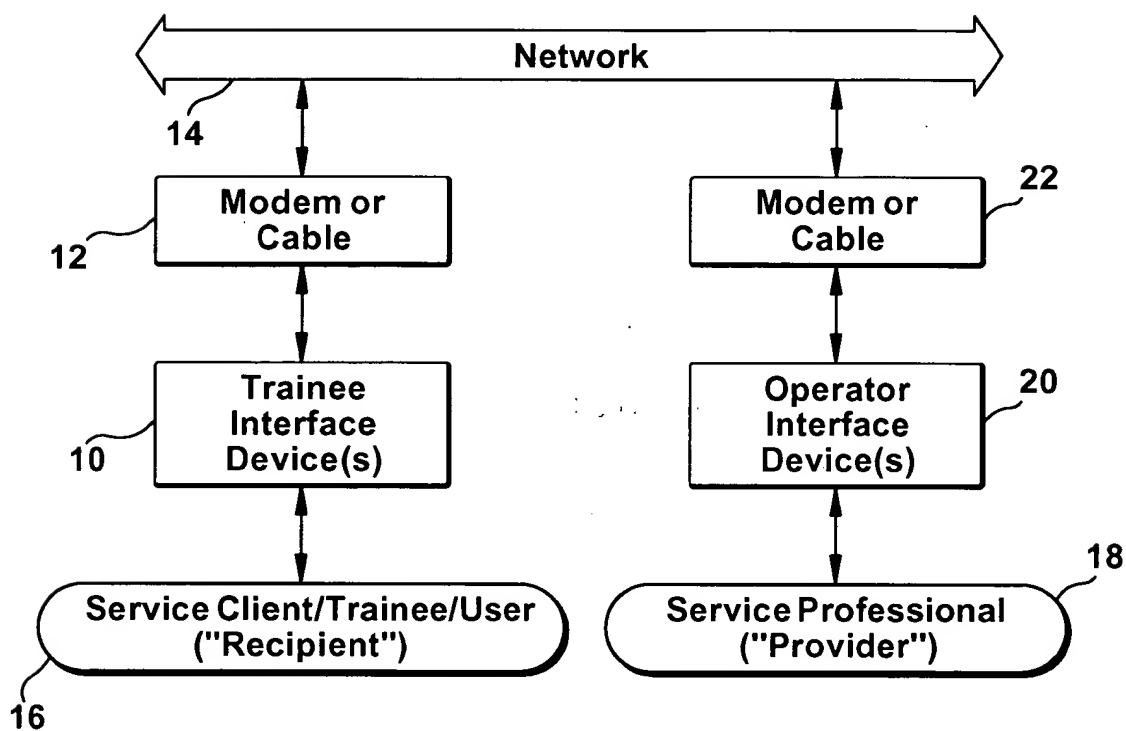 Network
14
Modem or
Cable
12
Modem or
Cable
22
Trainee
Interface
Device(s)
10
Operator
Interface
Device(s)
20
Service Client/Trainee/User
("Recipient")
16
Service Professional
("Provider")
18